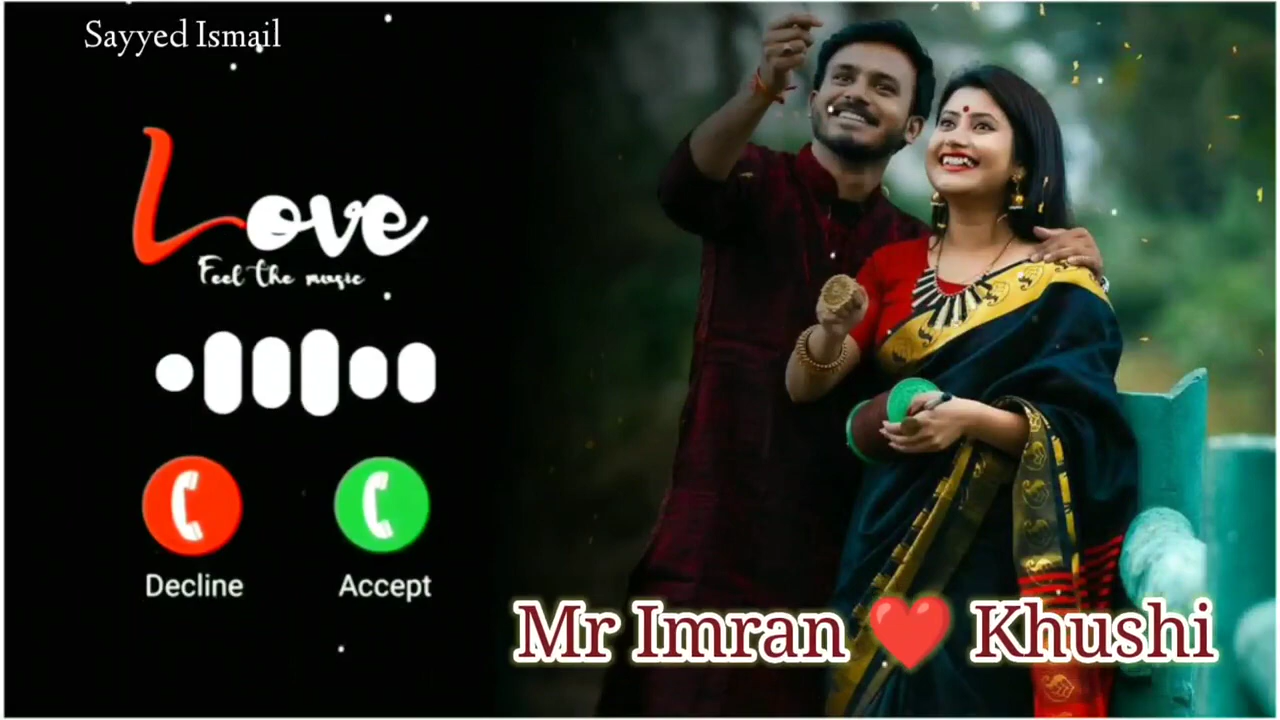 Sayyed Ismail
Love
Feel the music
Decline
Accept
Mr Imran ❤️ Khushi